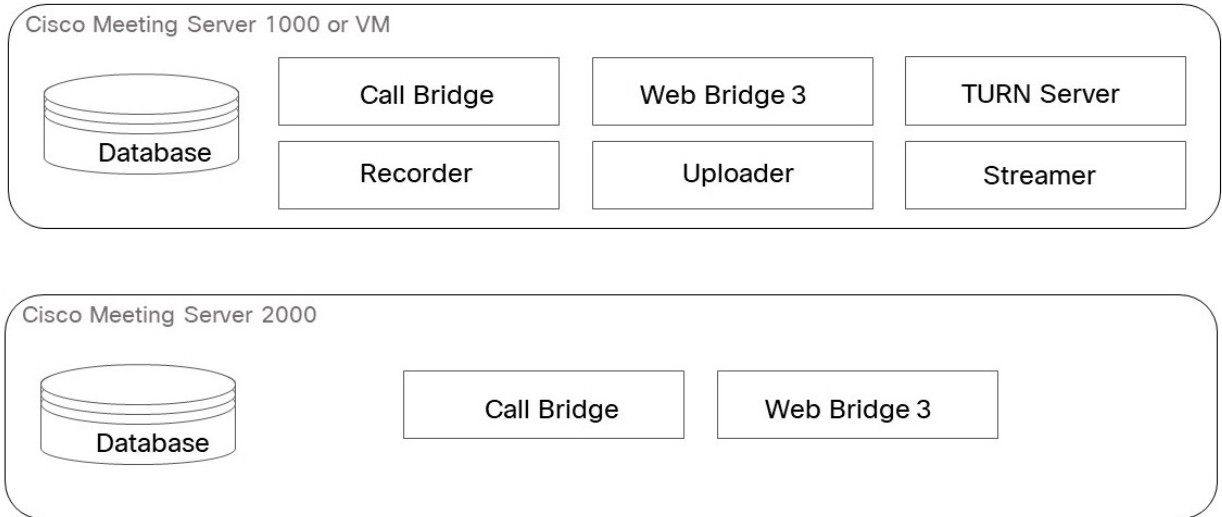 Cisco Meeting Server 1000 or VM
Database
Call Bridge
Web Bridge 3
TURN Server
Recorder
Uploader
Streamer
Cisco Meeting Server 2000
Database
Call Bridge
Web Bridge 3